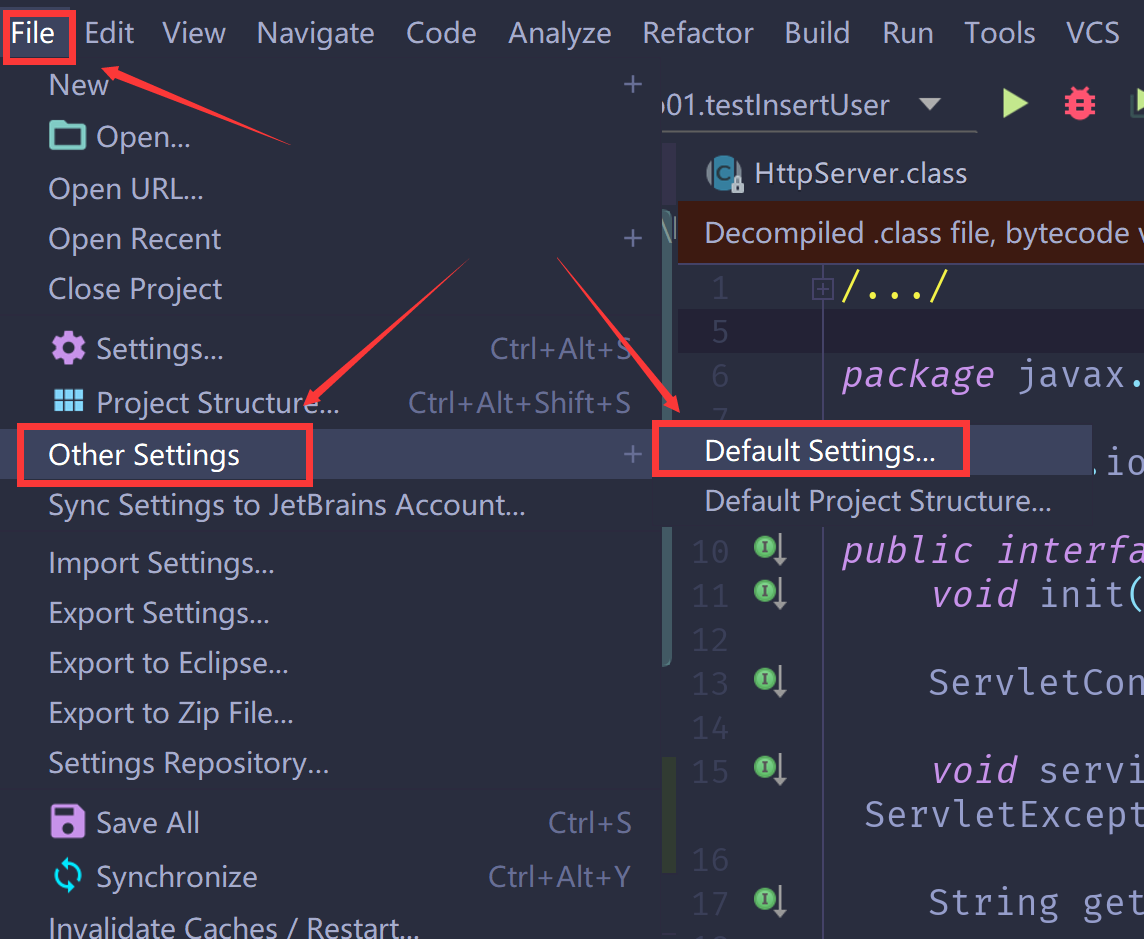 File Edit View Navigate Code Analyze Refactor Build Run Tools VCS
New
Open...
Open URL...
Open Recent
Close Project
Settings... Ctrl+Alt+S
Project Structure... Ctrl+Alt+Shift+S
Other Settings
Sync Settings to JetBrains Account...
Import Settings...
Export Settings...
Export to Eclipse...
Export to Zip File...
Settings Repository...
Save All Ctrl+S
Synchronize Ctrl+Alt+Y
Invalidate Caches / Restart...
Default Settings...
Default Project Structure...
01.testInsertUser
HttpServer.class
Decompiled .class file, bytecode
1 /.../
5
6 package javax.
7
.io
10 public interfa
11 void init(
12
13 ServletCon
14
15 void servi
ServletExcept
16
17 String get